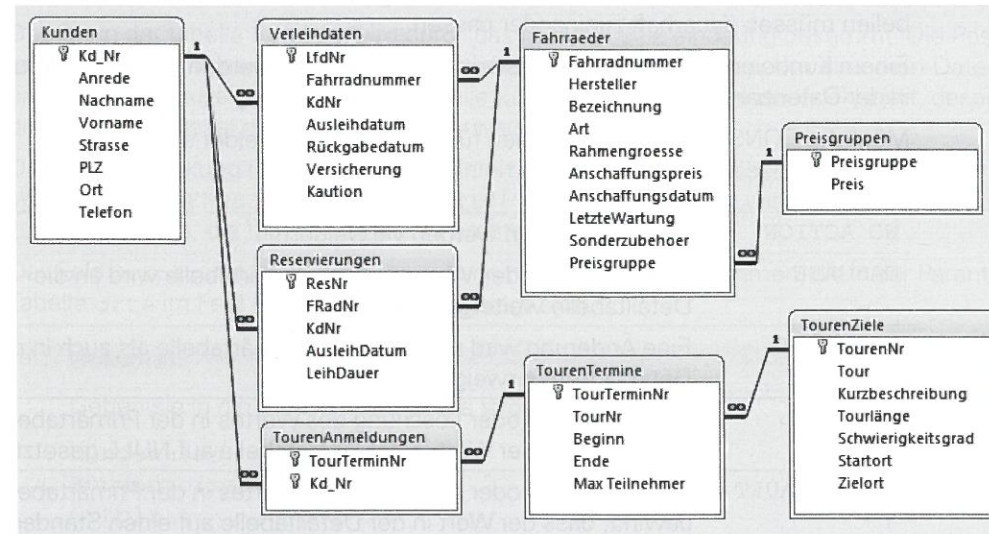 Kunden
Kd_Nr
Anrede
Nachname
Vorname
Strasse
PLZ
Ort
Telefon
1
∞
∞
∞
Verleihdaten
LfdNr
Fahrradnummer
KdNr
Ausleihdatum
Rückgabedatum
Versicherung
Kaution
∞
1
Reservierungen
ResNr
FRadNr
KdNr
AusleihDatum
LeihDauer
∞
TourenAnmeldungen
TourTerminNr
Kd_Nr
∞
1
Fahrraeder
Fahrradnummer
Hersteller
Bezeichnung
Art
Rahmengroesse
Anschaffungspreis
Anschaffungsdatum
LetzteWartung
Sonderzubehoer
Preisgruppe
∞
1
Preisgruppen
Preisgruppe
Preis
TourenTermine
TourTerminNr
TourNr
Beginn
Ende
Max Teilnehmer
∞
1
TourenZiele
TourenNr
Tour
Kurzbeschreibung
Tourlänge
Schwierigkeitsgrad
Startort
Zielort